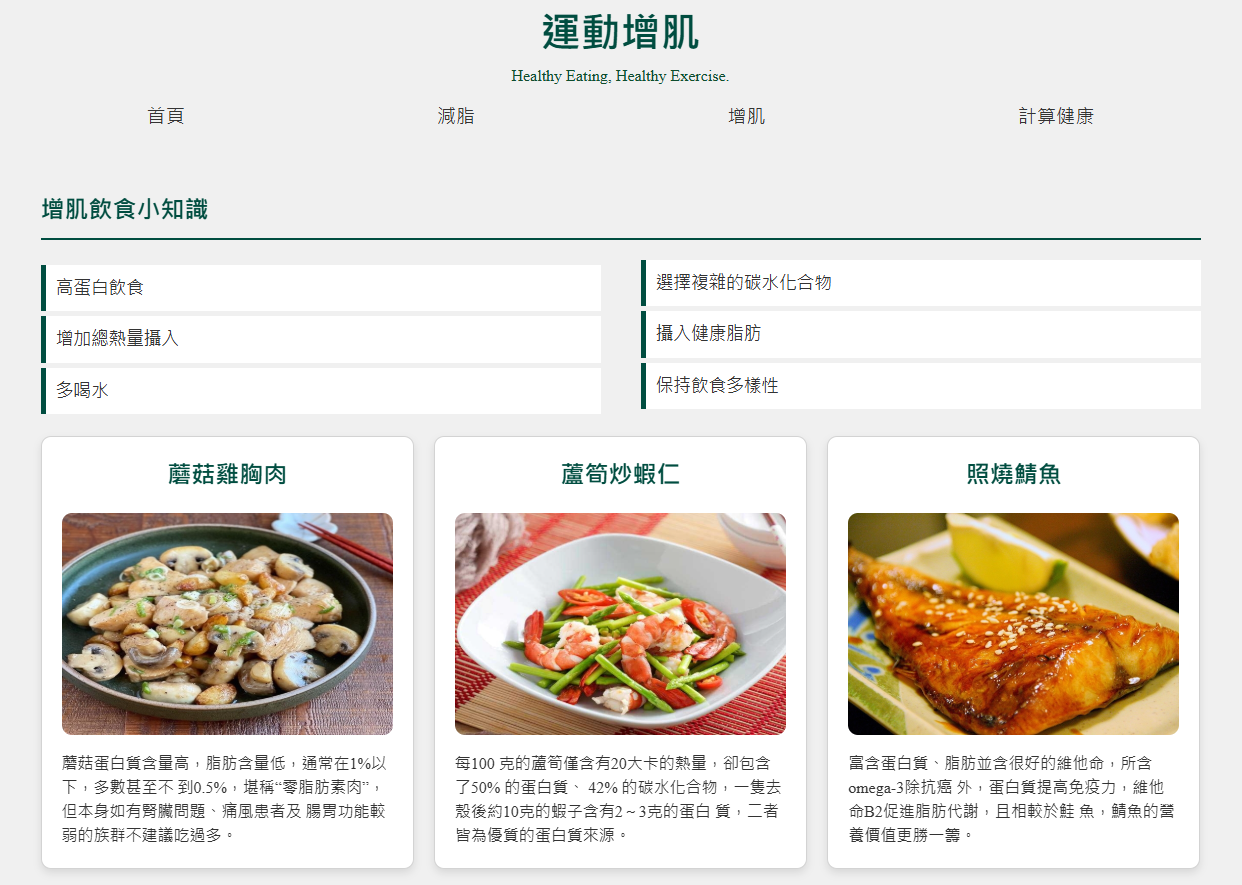 運動增肌
Healthy Eating, Healthy Exercise.
首頁
減脂
增肌
計算健康
增肌飲食小知識
高蛋白飲食
增加總熱量攝入
多喝水
選擇複雜的碳水化合物
攝入健康脂肪
保持飲食多樣性
蘑菇雞胸肉
蘑菇蛋白質含量高，脂肪含量低，通常在1%以
下，多數甚至不 到0.5%，堪稱“零脂肪素肉”，
但本身如有腎臟問題、痛風患者及 腸胃功能較
弱的族群不建議吃過多。
蘆筍炒蝦仁
每100 克的蘆筍僅含有20大卡的熱量，卻包含
了50% 的蛋白質、 42% 的碳水化合物，一隻去
殼後約10克的蝦子含有2～3克的蛋白 質，二者
皆為優質的蛋白質來源。
照燒鯖魚
富含蛋白質、脂肪並含很好的維他命，所含
omega-3除抗癌 外，蛋白質提高免疫力，維他
命B2促進脂肪代謝，且相較於鮭 魚，鯖魚的營
養價值更勝一籌。